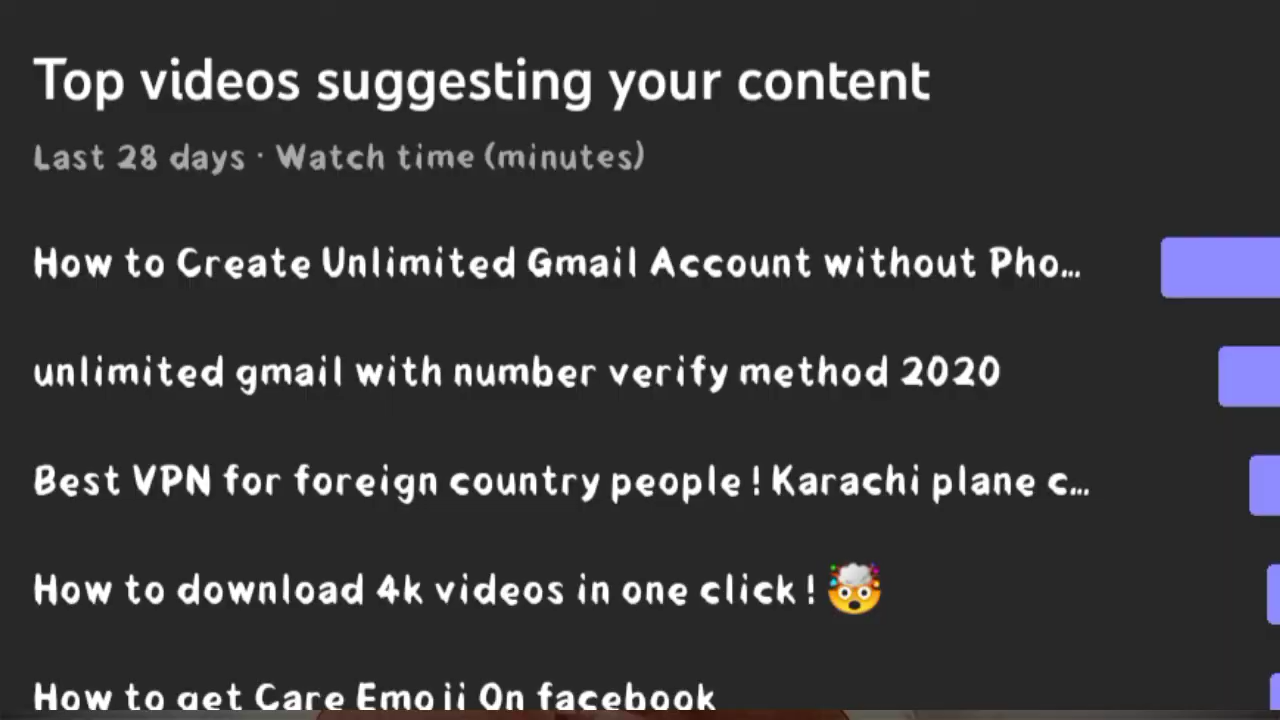 Top videos suggesting your content
Last 28 days · Watch time (minutes)
How to Create Unlimited Gmail Account without Pho...
unlimited gmail with number verify method 2020
Best VPN for foreign country people ! Karachi plane c...
How to download 4k videos in one click ! 🤯
How to get Care Emoji On facebook